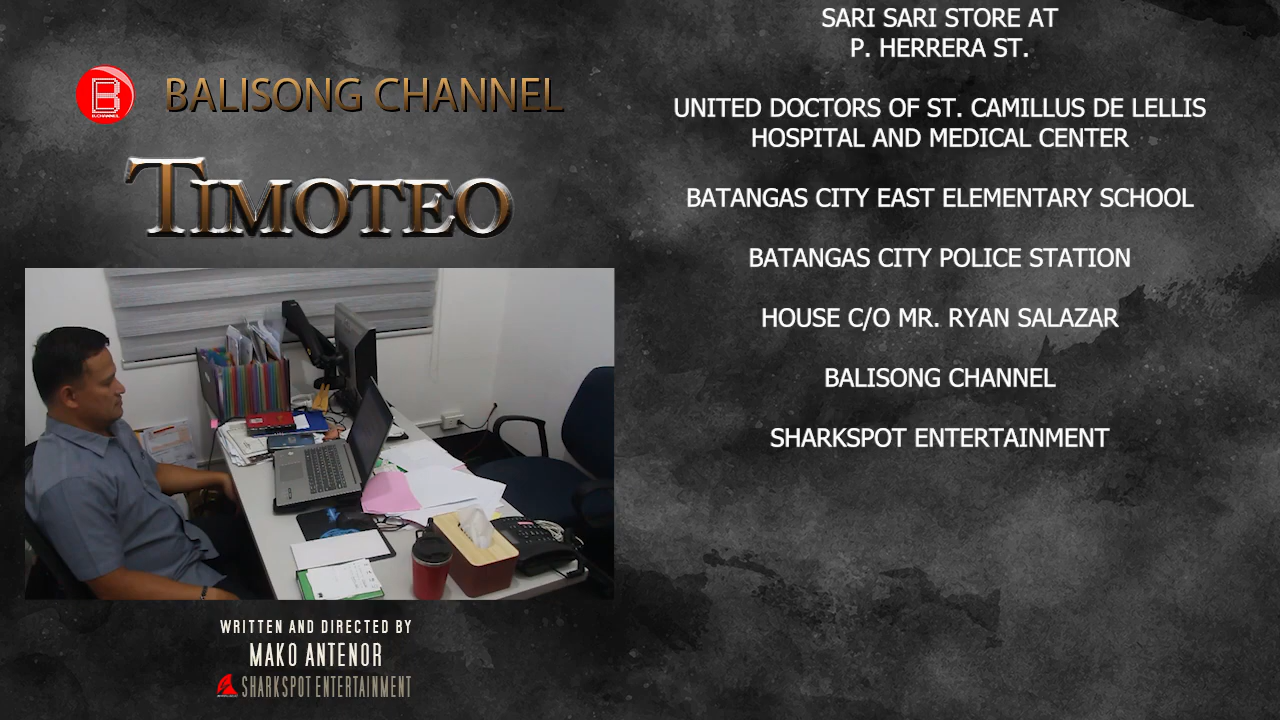 B
B.CHANNEL
BALISONG CHANNEL
TIMOTEO
WRITTEN AND DIRECTED BY
MAKO ANTENOR
SHARKSPOT ENTERTAINMENT
SARI SARI STORE AT
P. HERRERA ST.
UNITED DOCTORS OF ST. CAMILLUS DE LELLIS
HOSPITAL AND MEDICAL CENTER
BATANGAS CITY EAST ELEMENTARY SCHOOL
BATANGAS CITY POLICE STATION
HOUSE C/O MR. RYAN SALAZAR
BALISONG CHANNEL
SHARKSPOT ENTERTAINMENT